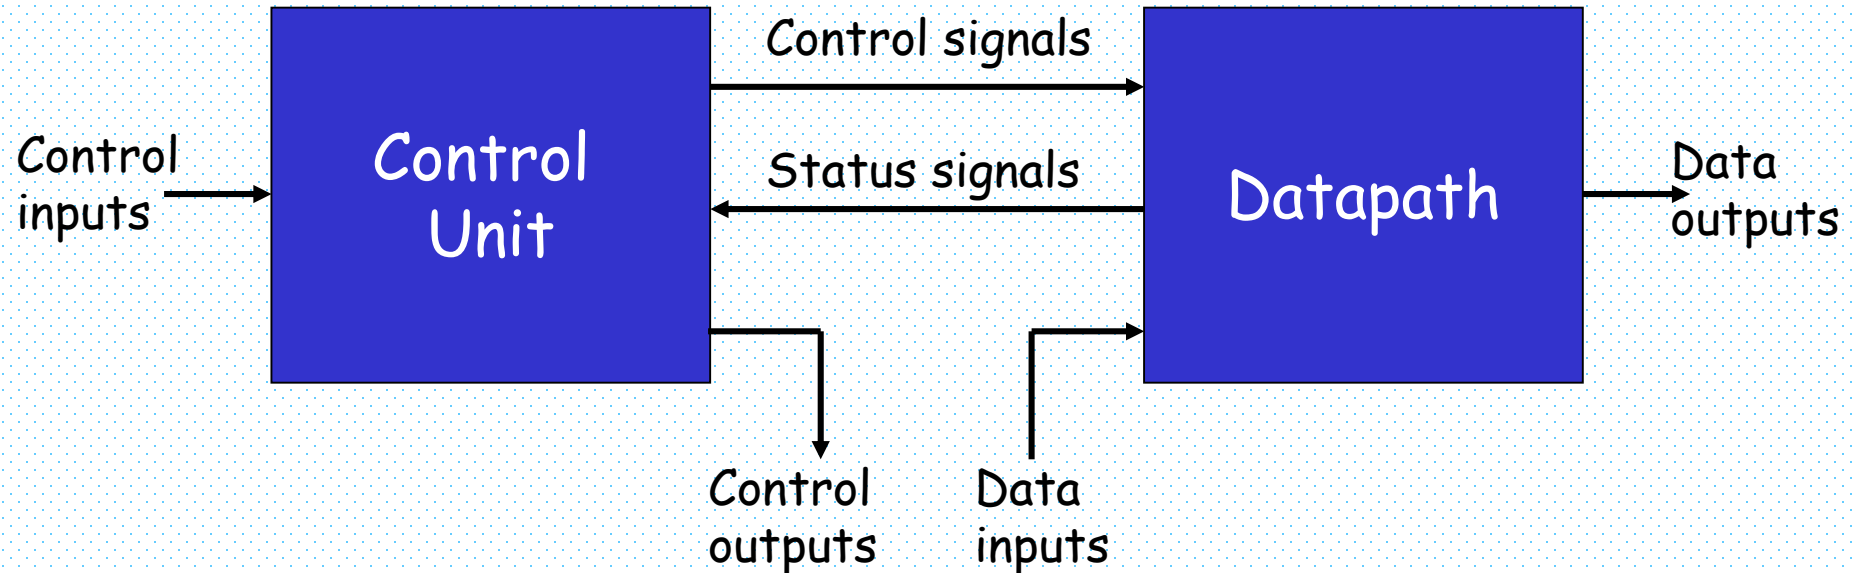 Control signals
Control
inputs
Control
Unit
Status signals
Datapath
Data
outputs
Control
outputs
Data
inputs